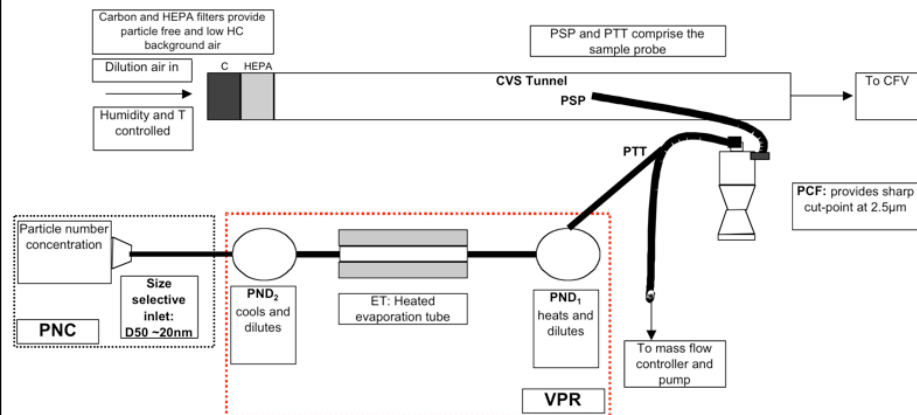 Carbon and HEPA filters provide
particle free and low HC
background air
PSP and PTT comprise the
sample probe
Dilution air in
C HEPA
CVS Tunnel
To CFV
PSP
Humidity and T
controlled
PTT
PCF: provides sharp
cut-point at 2.5µm
Particle number
concentration
Size
selective
inlet:
D50 ~20nm
PNC
PND2
cools and
dilutes
ET: Heated
evaporation tube
PND1
heats and
dilutes
VPR
To mass flow
controller and
pump